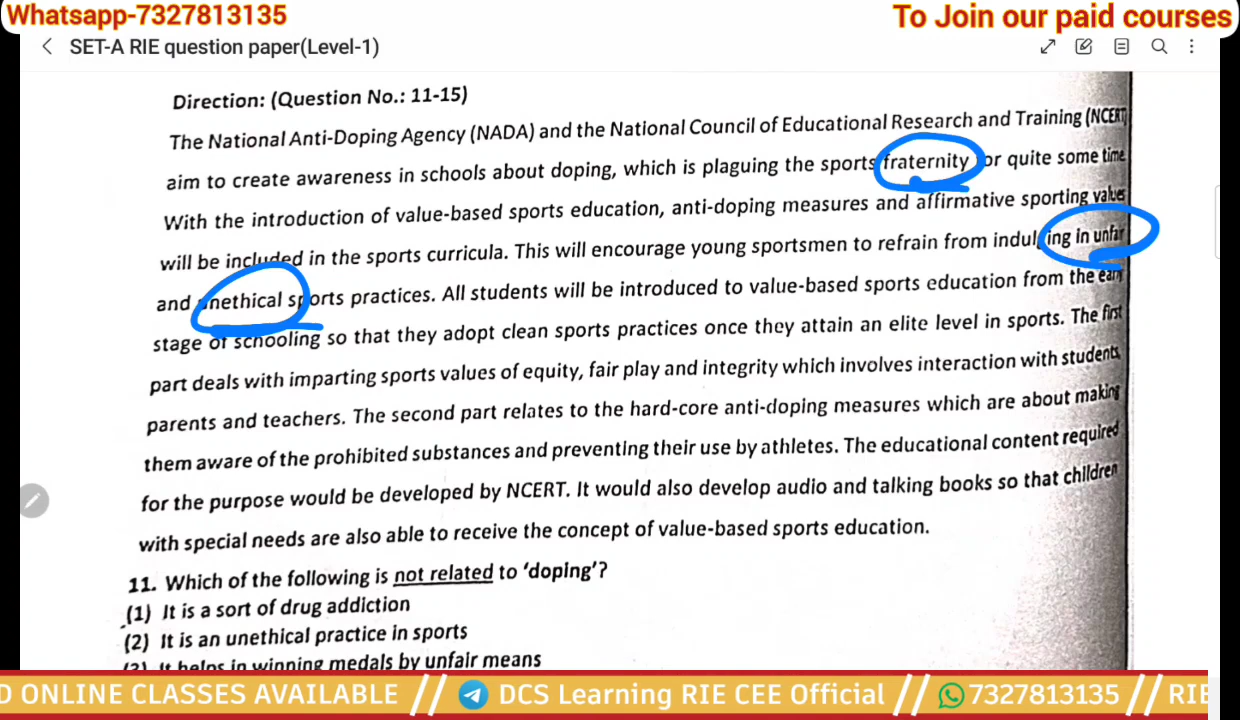 Whatsapp-7327813135
To Join our paid courses
SET-A RIE question paper(Level-1)
Direction: (Question No.: 11-15)
The National Anti-Doping Agency (NADA) and the National Council of Educational Research and Training (NCERT
aim to create awareness in schools about doping, which is plaguing the sports fraternity for quite some time
With the introduction of value-based sports education, anti-doping measures and affirmative sporting values
will be included in the sports curricula. This will encourage young sportsmen to refrain from indulging in unfair
and unethical sports practices. All students will be introduced to value-based sports education from the early
stage of schooling so that they adopt clean sports practices once they attain an elite level in sports. The first
part deals with imparting sports values of equity, fair play and integrity which involves interaction with students,
parents and teachers. The second part relates to the hard-core anti-doping measures which are about making
them aware of the prohibited substances and preventing their use by athletes. The educational content required
for the purpose would be developed by NCERT. It would also develop audio and talking books so that children
with special needs are also able to receive the concept of value-based sports education.
11. Which of the following is not related to ‘doping’?
(1) It is a sort of drug addiction
(2) It is an unethical practice in sports
(3) It helps in winning medals by unfair means
D ONLINE CLASSES AVAILABLE // DCS Learning RIE CEE Official // 7327813135 // RIE